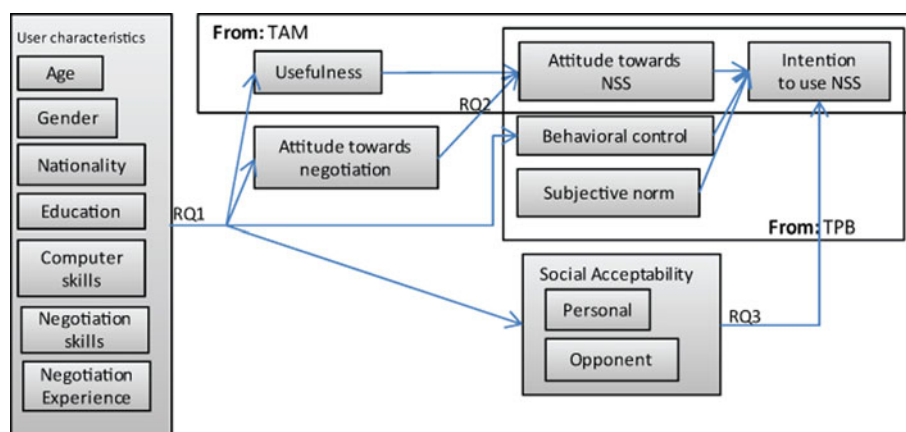 User characteristics
Age
Gender
Nationality
Education
Computer
skills
Negotiation
skills
Negotiation
Experience
RQ1
From: TAM
Usefulness
Attitude towards
negotiation
RQ2
Attitude towards
NSS
Intention
to use NSS
Behavioral control
Subjective norm
From: TPB
Social Acceptability
Personal
Opponent
RQ3